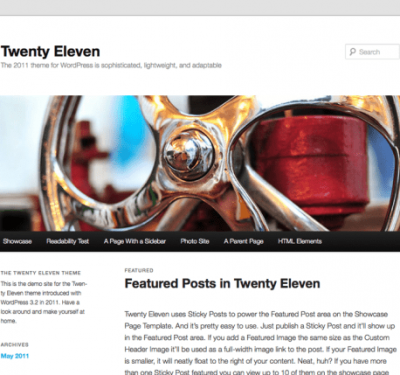 Twenty Eleven
The 2011 theme for WordPress is sophisticated, lightweight, and adaptable
Search
Showcase Readability Test A Page With a Sidebar Photo Site A Parent Page HTML Elements
THE TWENTY ELEVEN THEME
This is the demo site for the Twen-
ty Eleven theme introduced with
WordPress 3.2 in 2011. Have a
look around and make yourself at
home.
ARCHIVES
May 2011
FEATURED
Featured Posts in Twenty Eleven
Twenty Eleven uses Sticky Posts to power the Featured Post area on the Showcase
Page Template. And it's pretty easy to use. Just publish a Sticky Post and it'll show up
in the Featured Post area. If you add a Featured Image the same size as the Custom
Header Image it'll be used as a full-width image link to the post. If your Featured Image
is smaller, it will neatly float to the right of your content. Neat, huh? If you have more
than one Sticky Post featured you can view up to 10 of them on the showcase page